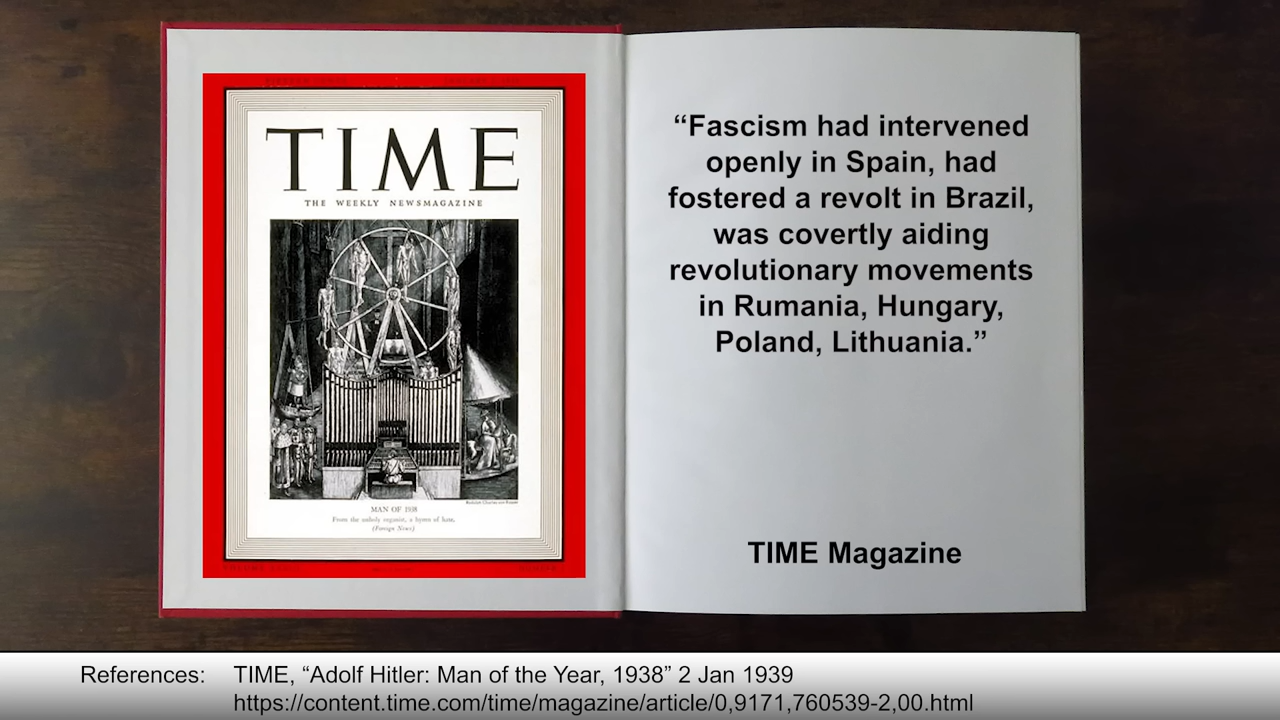 TIME
THE WEEKLY NEWSMAGAZINE
MAN OF 1938
From the unholy organist, a hymn of hate.
(Foreign News)
“Fascism had intervened
openly in Spain, had
fostered a revolt in Brazil,
was covertly aiding
revolutionary movements
in Rumania, Hungary,
Poland, Lithuania.”
TIME Magazine
References: TIME, “Adolf Hitler: Man of the Year, 1938” 2 Jan 1939
https://content.time.com/time/magazine/article/0,9171,760539-2,00.html